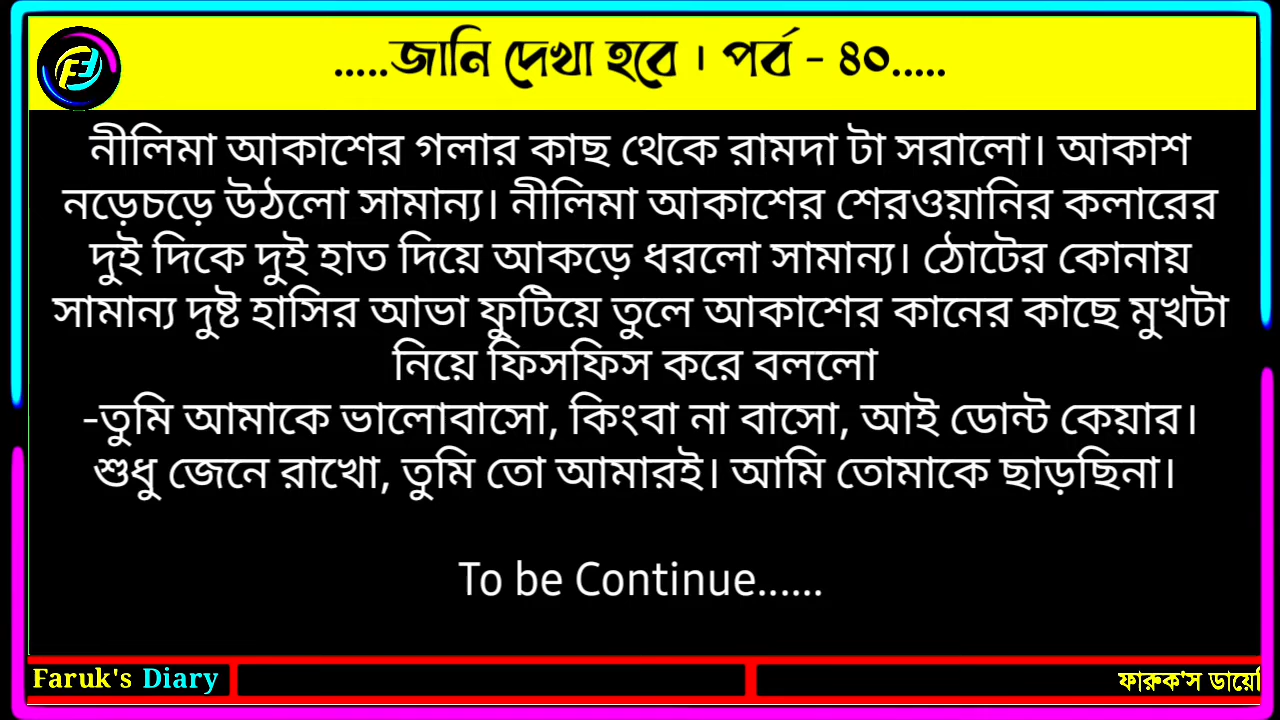 .....জানি দেখা হবে । পর্ব - ৪০.....
নীলিমা আকাশের গলার কাছ থেকে রামদা টা সরালো। আকাশ
নড়েচড়ে উঠলো সামান্য। নীলিমা আকাশের শেরওয়ানির কলারের
দুই দিকে দুই হাত দিয়ে আকড়ে ধরলো সামান্য। ঠোটের কোনায়
সামান্য দুষ্ট হাসির আভা ফুটিয়ে তুলে আকাশের কানের কাছে মুখটা
নিয়ে ফিসফিস করে বললো
-তুমি আমাকে ভালোবাসো, কিংবা না বাসো, আই ডোন্ট কেয়ার।
শুধু জেনে রাখো, তুমি তো আমারই। আমি তোমাকে ছাড়ছিনা।
To be Continue......
Faruk's Diary
ফারুক'স